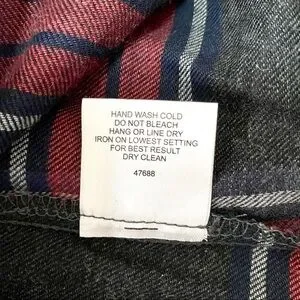 HAND WASH COLD
DO NOT BLEACH
HANG OR LINE DRY
IRON ON LOWEST SETTING
FOR BEST RESULT
DRY CLEAN
47688